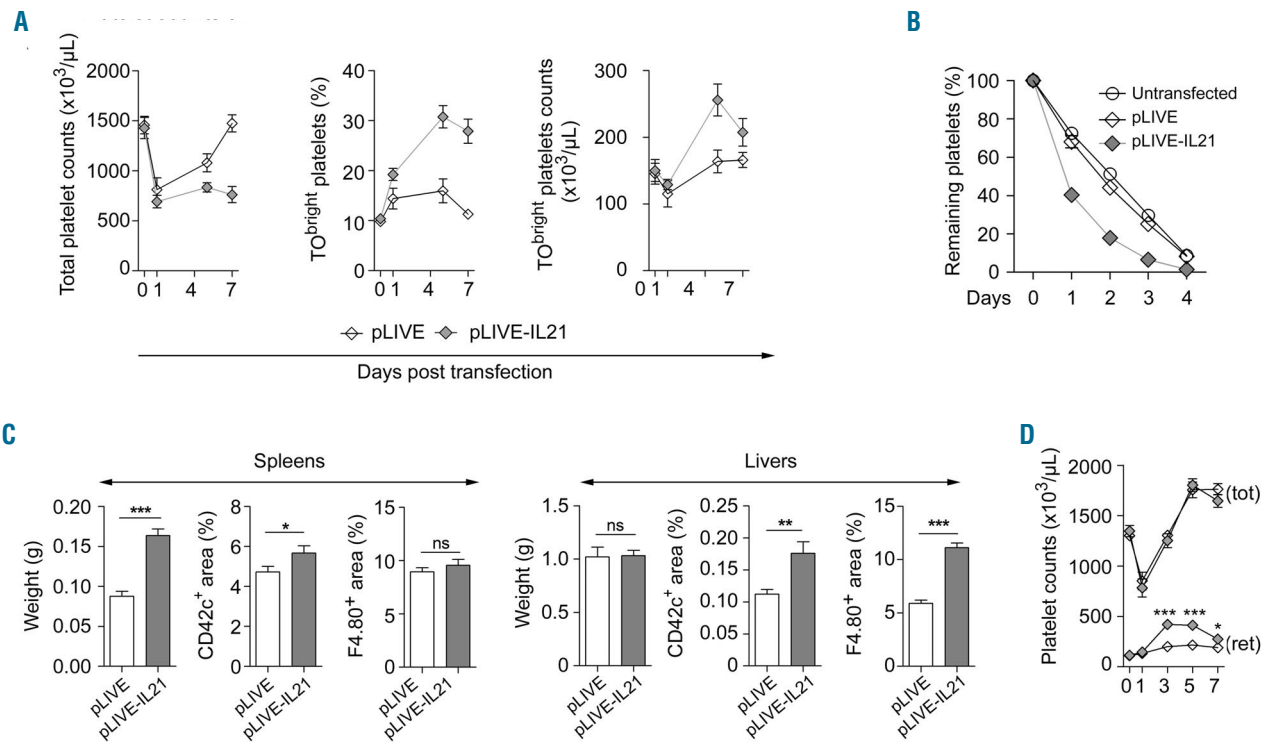 A
Total platelet counts (x10³/µL)
2000
1500
1000
500
0
0 1 4 7
TOᵇʳⁱᵍʰᵗ platelets (%)
40
30
20
10
0
0 1 4 7
TOᵇʳⁱᵍʰᵗ platelets counts
(x10³/µL)
300
200
100
0
0 1 4 7
pLIVE pLIVE-IL21
Days post transfection
B
Remaining platelets (%)
100
80
60
40
20
0
Days 0 1 2 3 4
Untransfected
pLIVE
pLIVE-IL21
C
Spleens
Weight (g)
0.20
0.15
0.10
0.05
0.00
***
pLIVE
pLIVE-IL21
CD42c⁺ area (%)
8
6
4
2
0
*
pLIVE
pLIVE-IL21
F4.80⁺ area (%)
15
10
5
0
ns
pLIVE
pLIVE-IL21
Livers
Weight (g)
1.5
1.0
0.5
0
ns
pLIVE
pLIVE-IL21
CD42c⁺ area (%)
0.25
0.20
0.15
0.10
0.05
0
**
pLIVE
pLIVE-IL21
F4.80⁺ area (%)
15
10
5
0
***
pLIVE
pLIVE-IL21
D
Platelet counts (x10³/µL)
2000
1500
1000
500
0
(tot)
*** *** *
(ret)
0 1 3 5 7